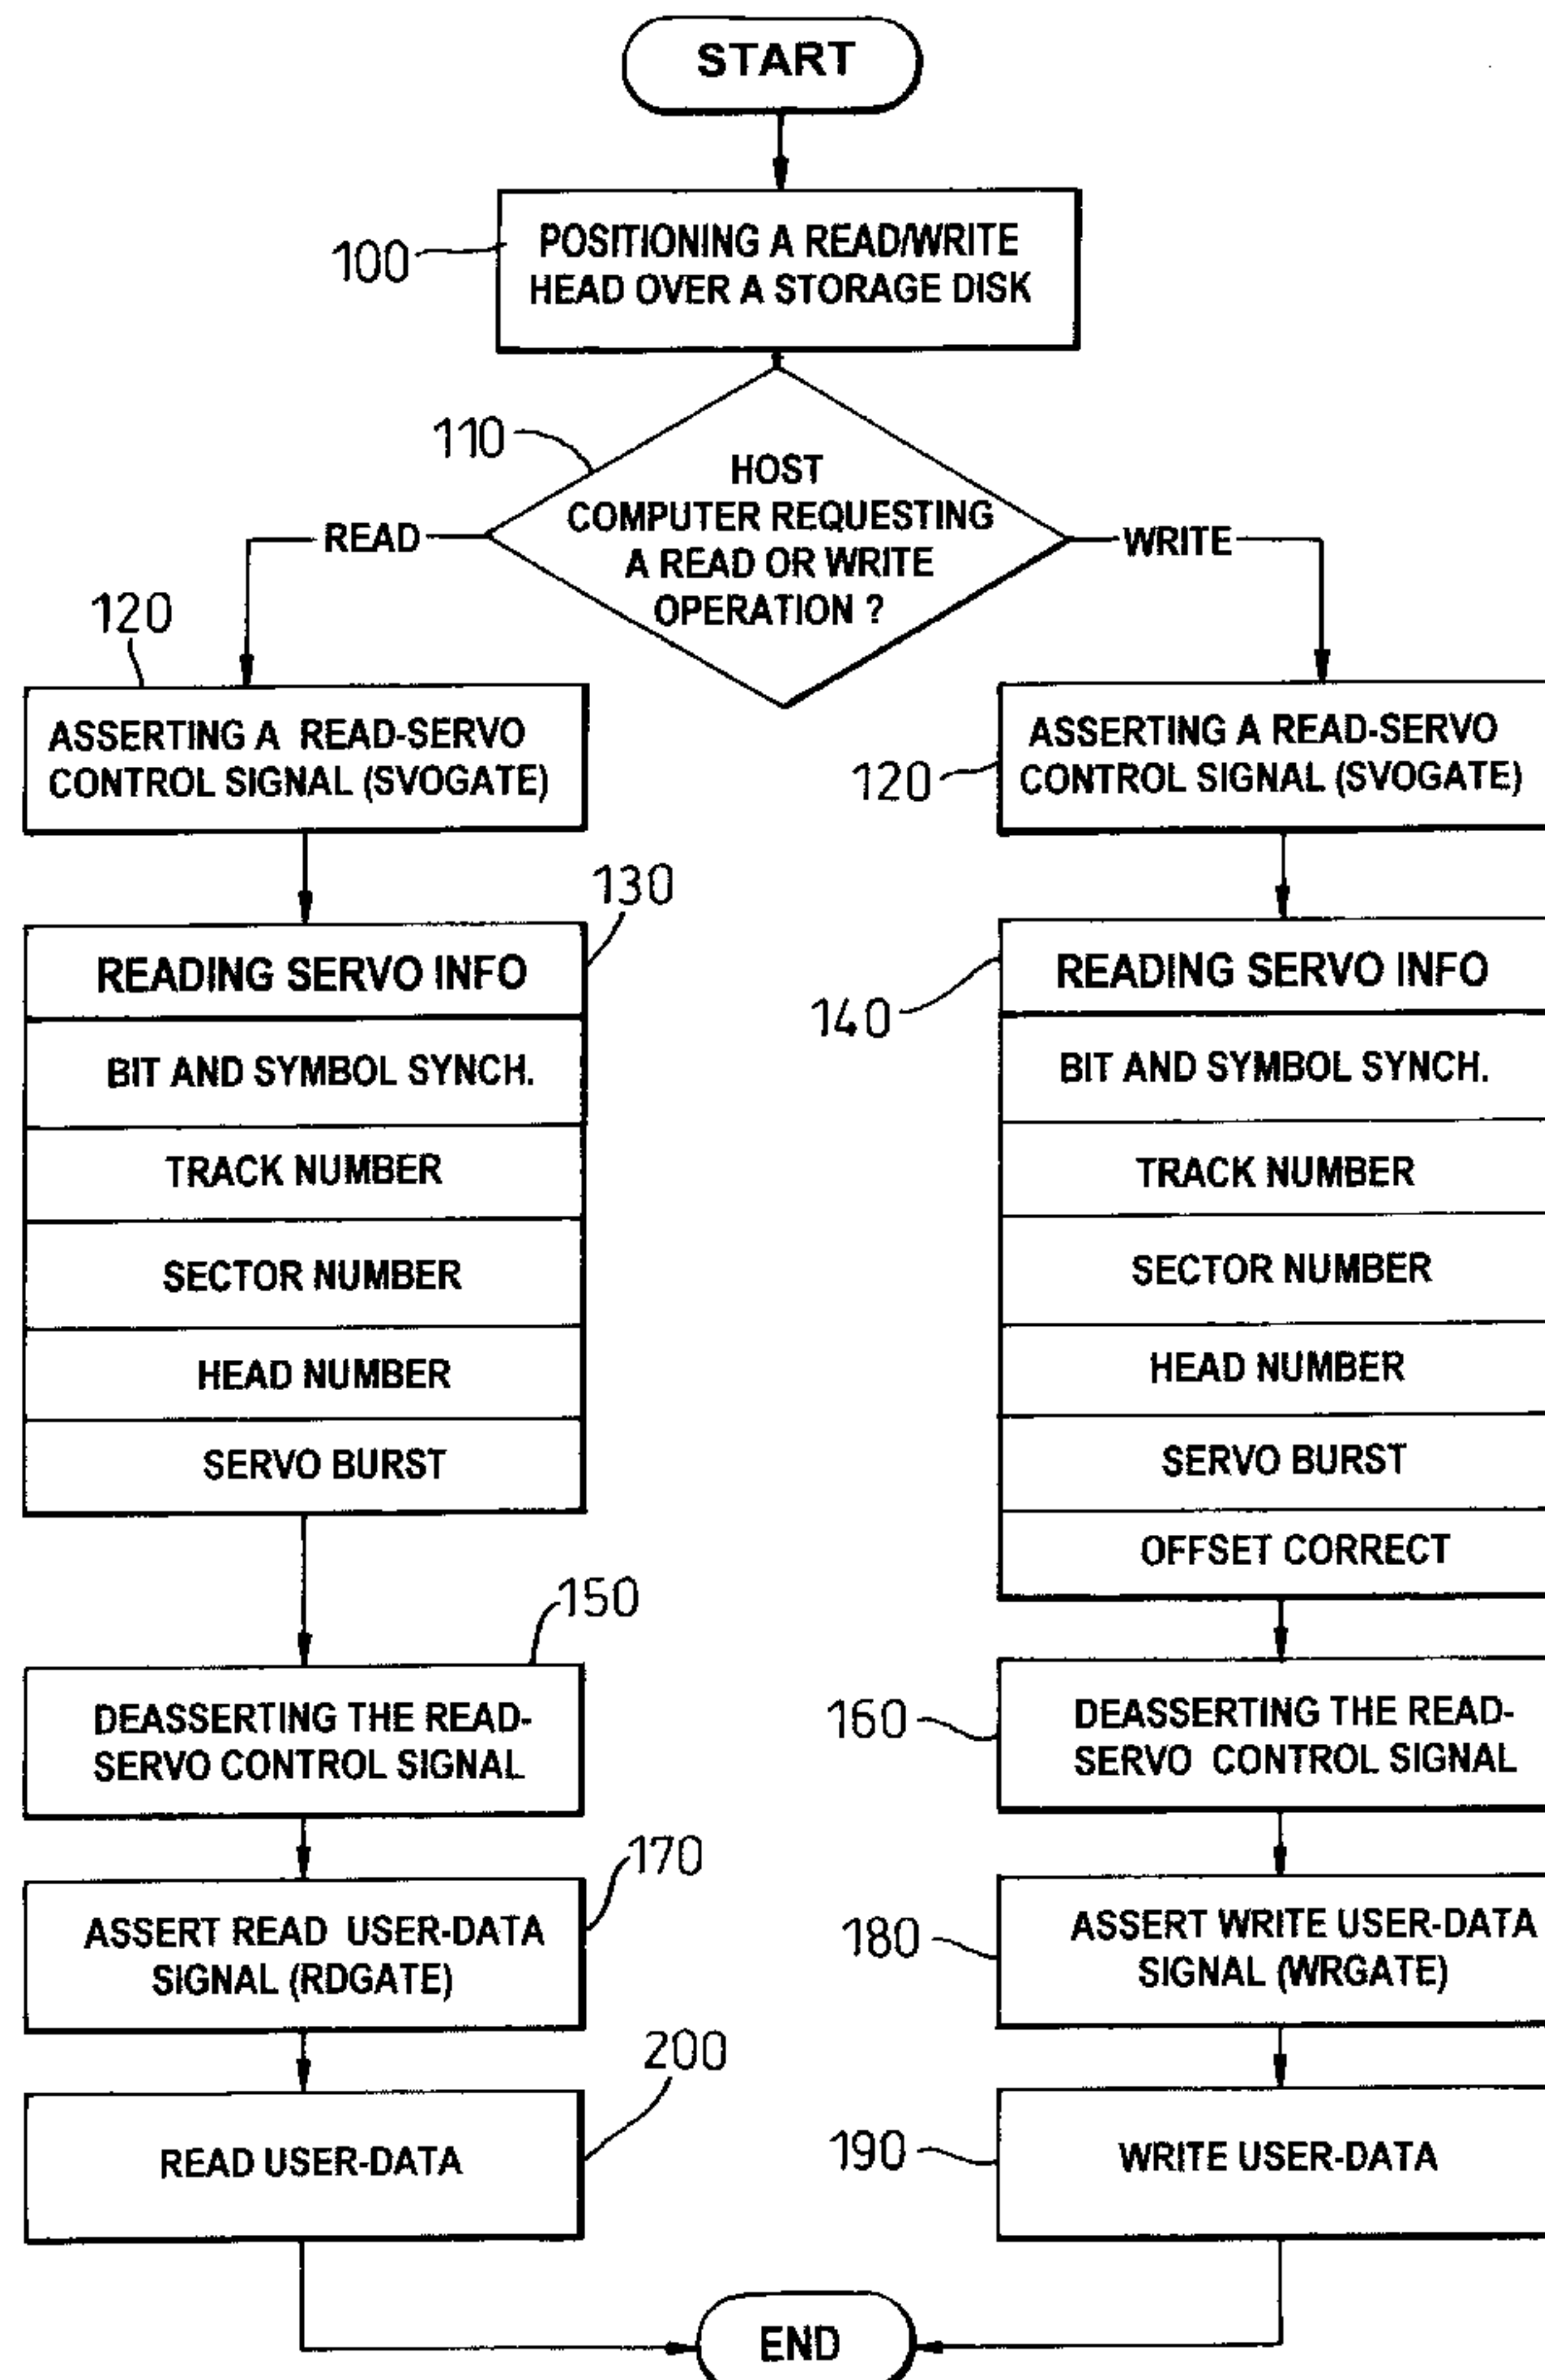 START
100
POSITIONING A READ/WRITE
HEAD OVER A STORAGE DISK
110
HOST
COMPUTER REQUESTING
A READ OR WRITE
OPERATION ?
READ
WRITE
120
ASSERTING A READ-SERVO
CONTROL SIGNAL (SVOGATE)
130
READING SERVO INFO
BIT AND SYMBOL SYNCH.
TRACK NUMBER
SECTOR NUMBER
HEAD NUMBER
SERVO BURST
150
DEASSERTING THE READ-
SERVO CONTROL SIGNAL
170
ASSERT READ USER-DATA
SIGNAL (RDGATE)
200
READ USER-DATA
120
ASSERTING A READ-SERVO
CONTROL SIGNAL (SVOGATE)
140
READING SERVO INFO
BIT AND SYMBOL SYNCH.
TRACK NUMBER
SECTOR NUMBER
HEAD NUMBER
SERVO BURST
OFFSET CORRECT
160
DEASSERTING THE READ-
SERVO CONTROL SIGNAL
180
ASSERT WRITE USER-DATA
SIGNAL (WRGATE)
190
WRITE USER-DATA
END